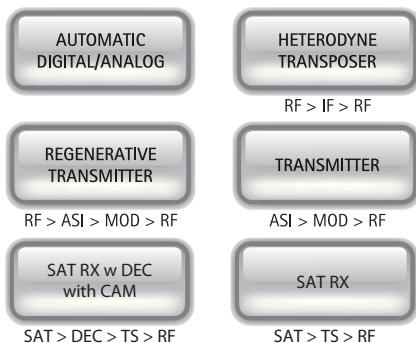 AUTOMATIC
DIGITAL/ANALOG
HETERODYNE
TRANSPOSER
RF > IF > RF
REGENERATIVE
TRANSMITTER
RF > ASI > MOD > RF
TRANSMITTER
ASI > MOD > RF
SAT RX w DEC
with CAM
SAT > DEC > TS > RF
SAT RX
SAT > TS > RF